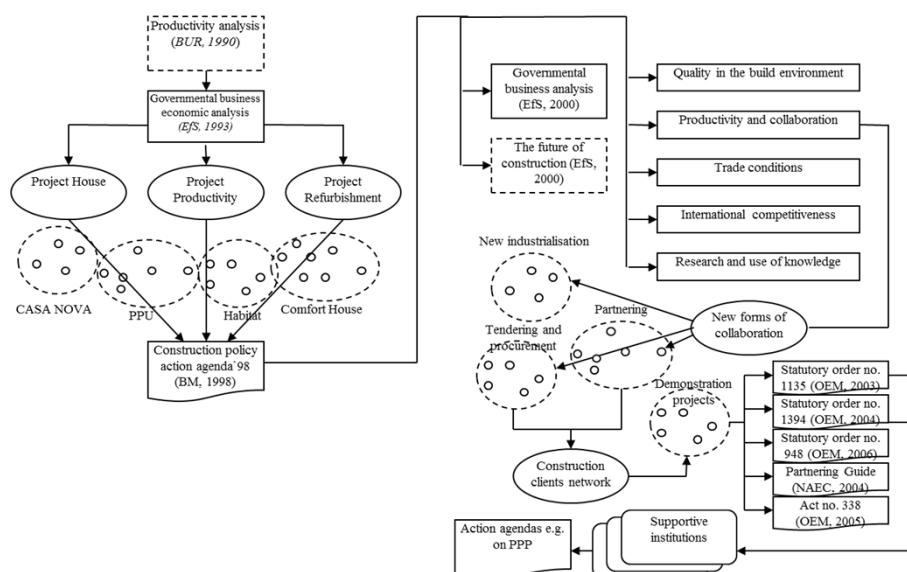 Productivity analysis
(BUR, 1990)
Governmental business
economic analysis
(EfS, 1993)
Project House
Project
Productivity
Project
Refurbishment
CASA NOVA
PPU
Habitat
Comfort House
Construction policy
action agenda`98
(BM, 1998)
Governmental
business analysis
(EfS, 2000)
The future of
construction (EfS,
2000)
Quality in the build environment
Productivity and collaboration
Trade conditions
International competitiveness
Research and use of knowledge
New industrialisation
Partnering
New forms of
collaboration
Tendering and
procurement
Demonstration
projects
Construction
clients network
Statutory order no.
1135 (OEM, 2003)
Statutory order no.
1394 (OEM, 2004)
Statutory order no.
948 (OEM, 2006)
Partnering Guide
(NAEC, 2004)
Act no. 338
(OEM, 2005)
Supportive
institutions
Action agendas e.g.
on PPP